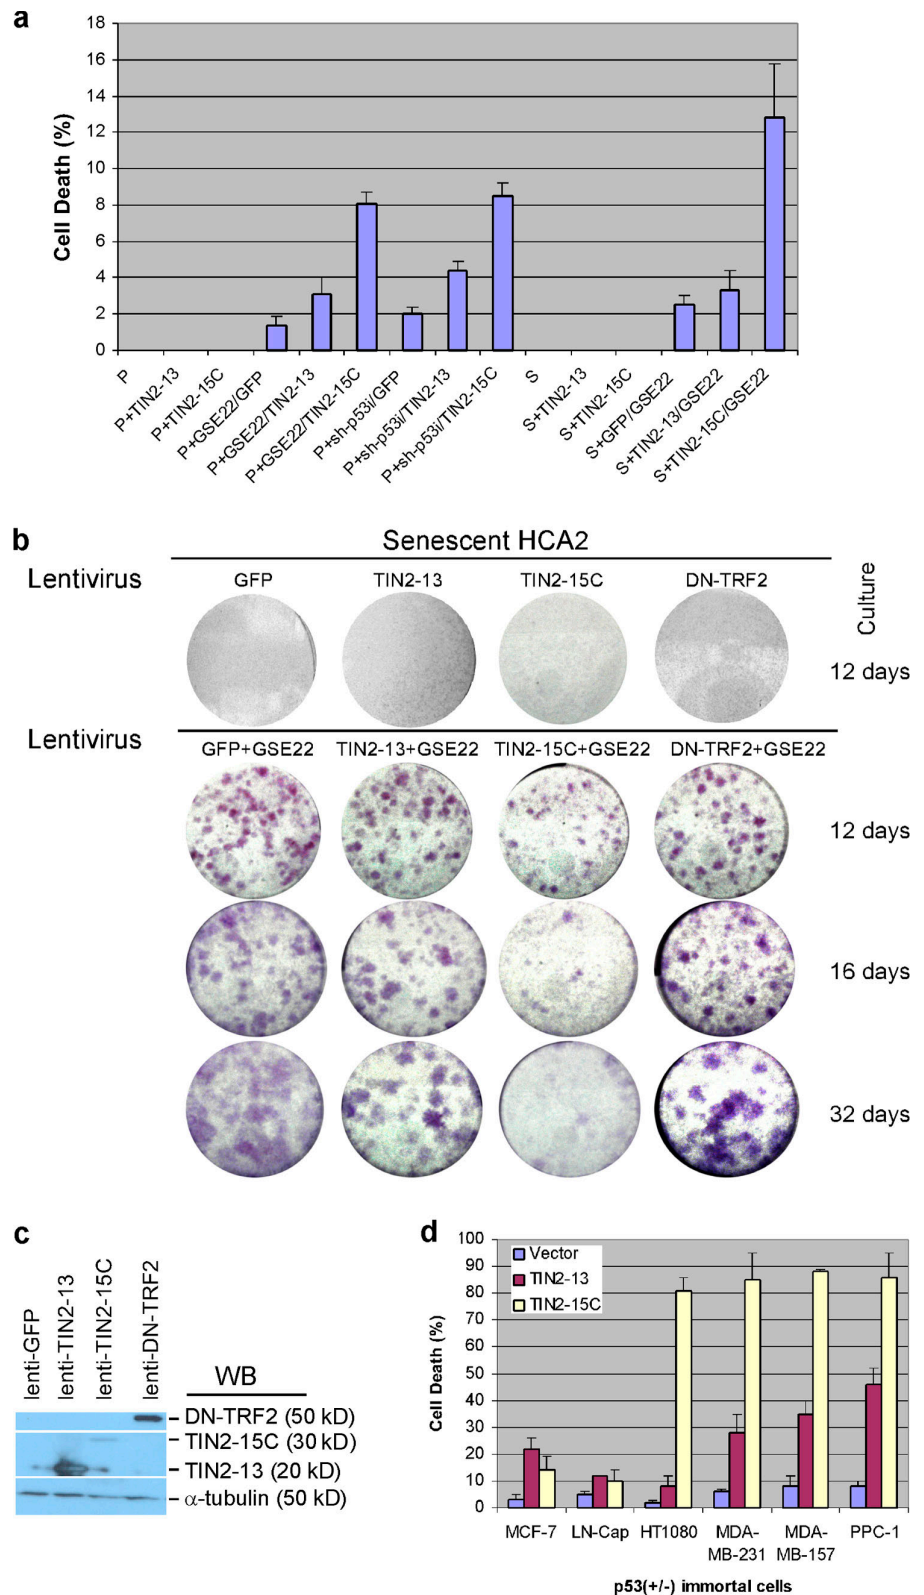 a
18
16
14
12
10
8
6
4
2
0
Cell Death (%)
P
P+TIN2-13
P+TIN2-15C
P+GSE22/GFP
P+GSE22/TIN2-13
P+GSE22/TIN2-15C
P+sh-p53i/GFP
P+sh-p53i/TIN2-13
P+sh-p53i/TIN2-15C
S
S+TIN2-13
S+TIN2-15C
S+GFP/GSE22
S+TIN2-13/GSE22
S+TIN2-15C/GSE22
b
Senescent HCA2
Lentivirus
GFP
TIN2-13
TIN2-15C
DN-TRF2
Culture
12 days
Lentivirus
GFP+GSE22
TIN2-13+GSE22
TIN2-15C+GSE22
DN-TRF2+GSE22
12 days
16 days
32 days
c
lenti-GFP
lenti-TIN2-13
lenti-TIN2-15C
lenti-DN-TRF2
WB
DN-TRF2 (50 kD)
TIN2-15C (30 kD)
TIN2-13 (20 kD)
α-tubulin (50 kD)
d
100
90
80
70
60
50
40
30
20
10
0
Cell Death (%)
Vector
TIN2-13
TIN2-15C
MCF-7
LN-Cap
HT1080
MDA-
MB-231
MDA-
MB-157
PPC-1
p53(+/-) immortal cells